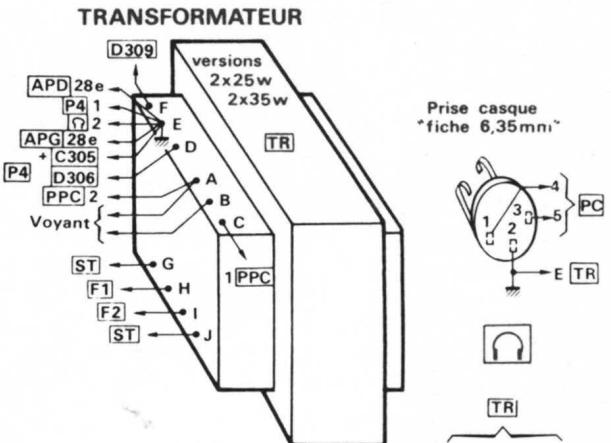 TRANSFORMATEUR
D309
versions
2x25w
2x35w
TR
APD 28e
F
P4 1
E
Ω 2
APG 28e
D
+ C305
P4
D306
A
PPC 2
B
Voyant
C
1 PPC
ST
G
F1
H
F2
I
ST
J
Prise casque
"fiche 6,35mm"
4
3
5
PC
1
2
E TR
TR